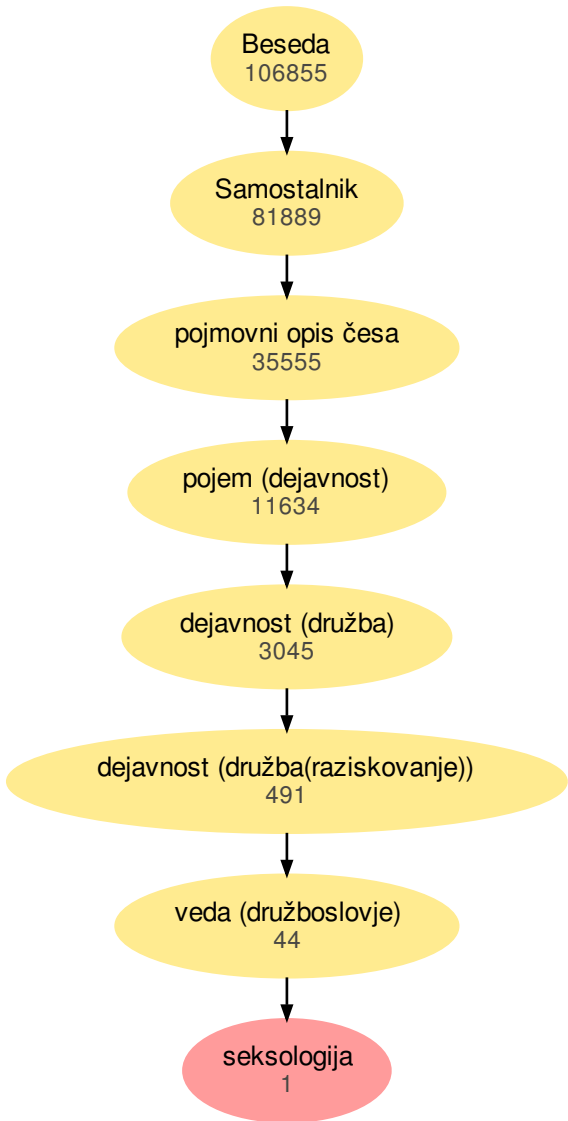 Beseda
106855
Samostalnik
81889
pojmovni opis česa
35555
pojem (dejavnost)
11634
dejavnost (družba)
3045
dejavnost (družba(raziskovanje))
491
veda (družboslovje)
44
seksologija
1